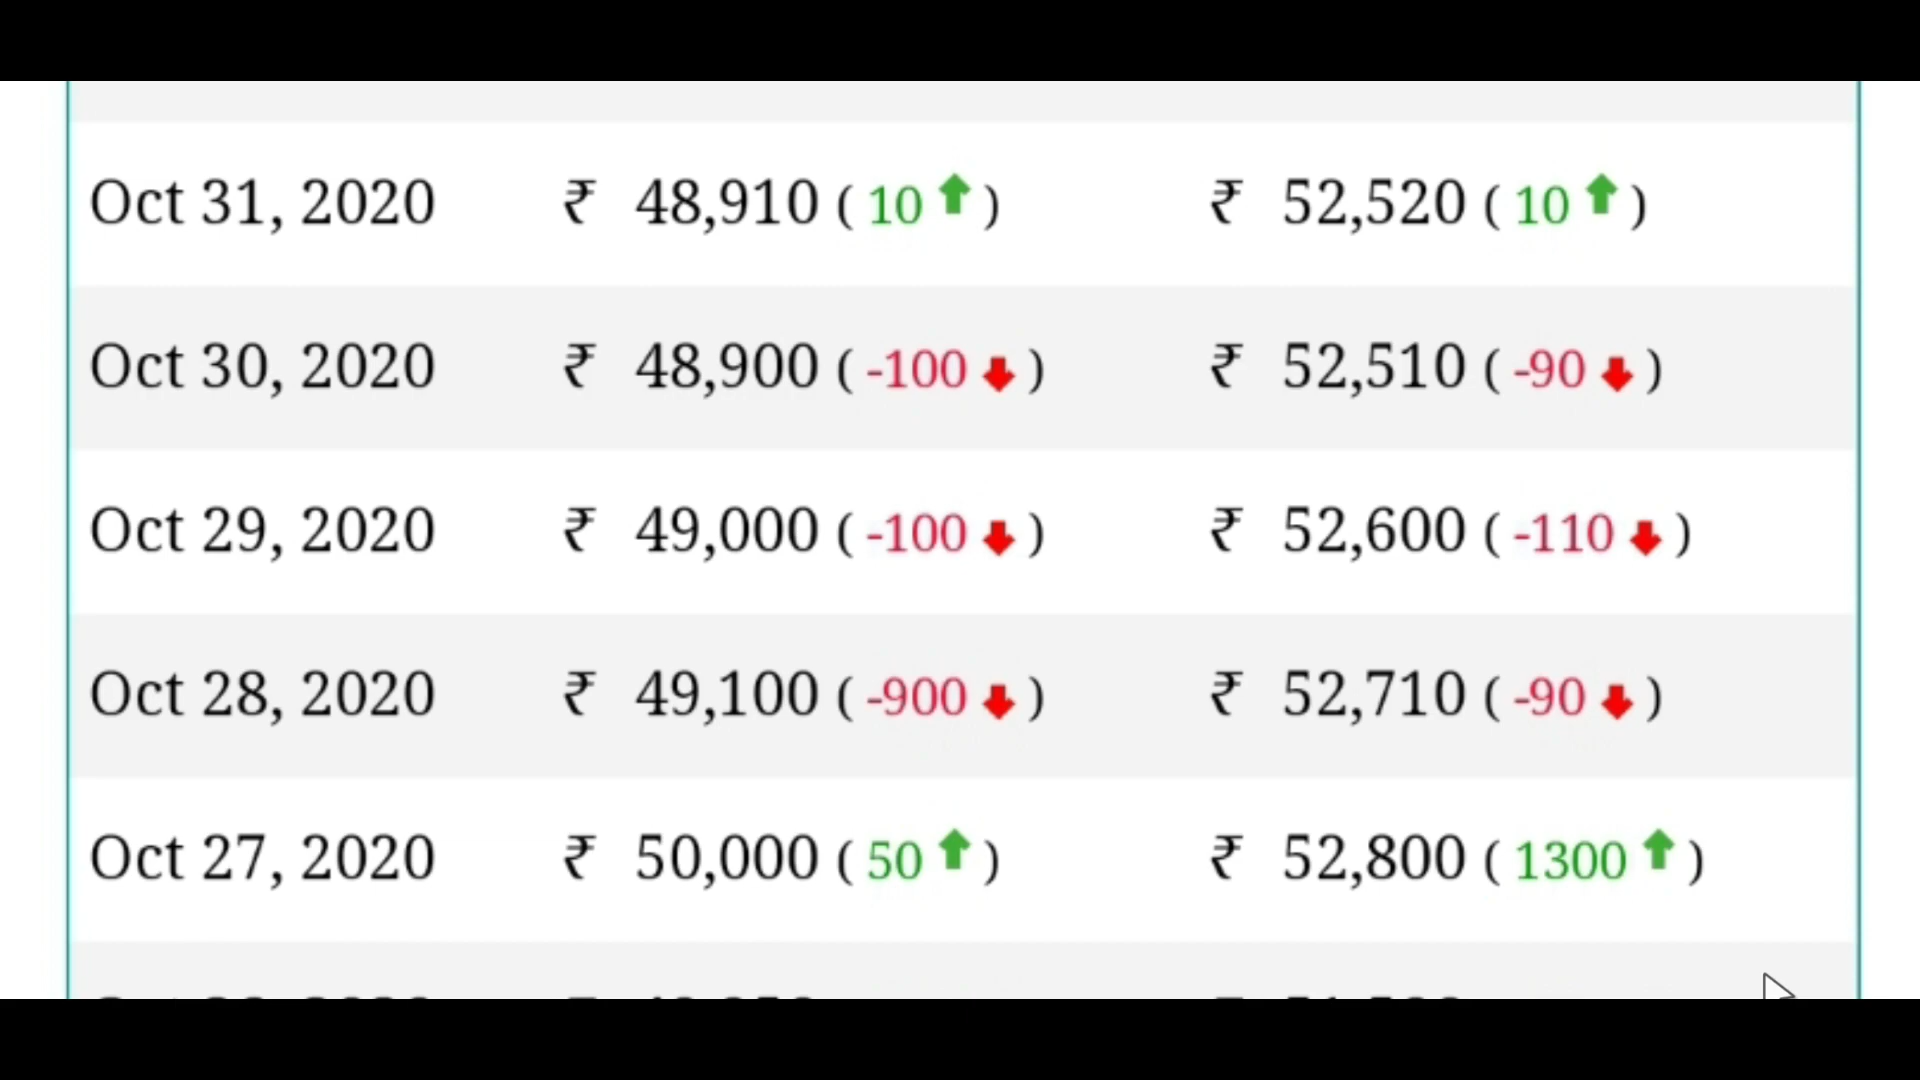 Oct 31, 2020 ₹ 48,910 ( 10 ⬆ ) ₹ 52,520 ( 10 ⬆ )
Oct 30, 2020 ₹ 48,900 ( -100 ⬇ ) ₹ 52,510 ( -90 ⬇ )
Oct 29, 2020 ₹ 49,000 ( -100 ⬇ ) ₹ 52,600 ( -110 ⬇ )
Oct 28, 2020 ₹ 49,100 ( -900 ⬇ ) ₹ 52,710 ( -90 ⬇ )
Oct 27, 2020 ₹ 50,000 ( 50 ⬆ ) ₹ 52,800 ( 1300 ⬆ )